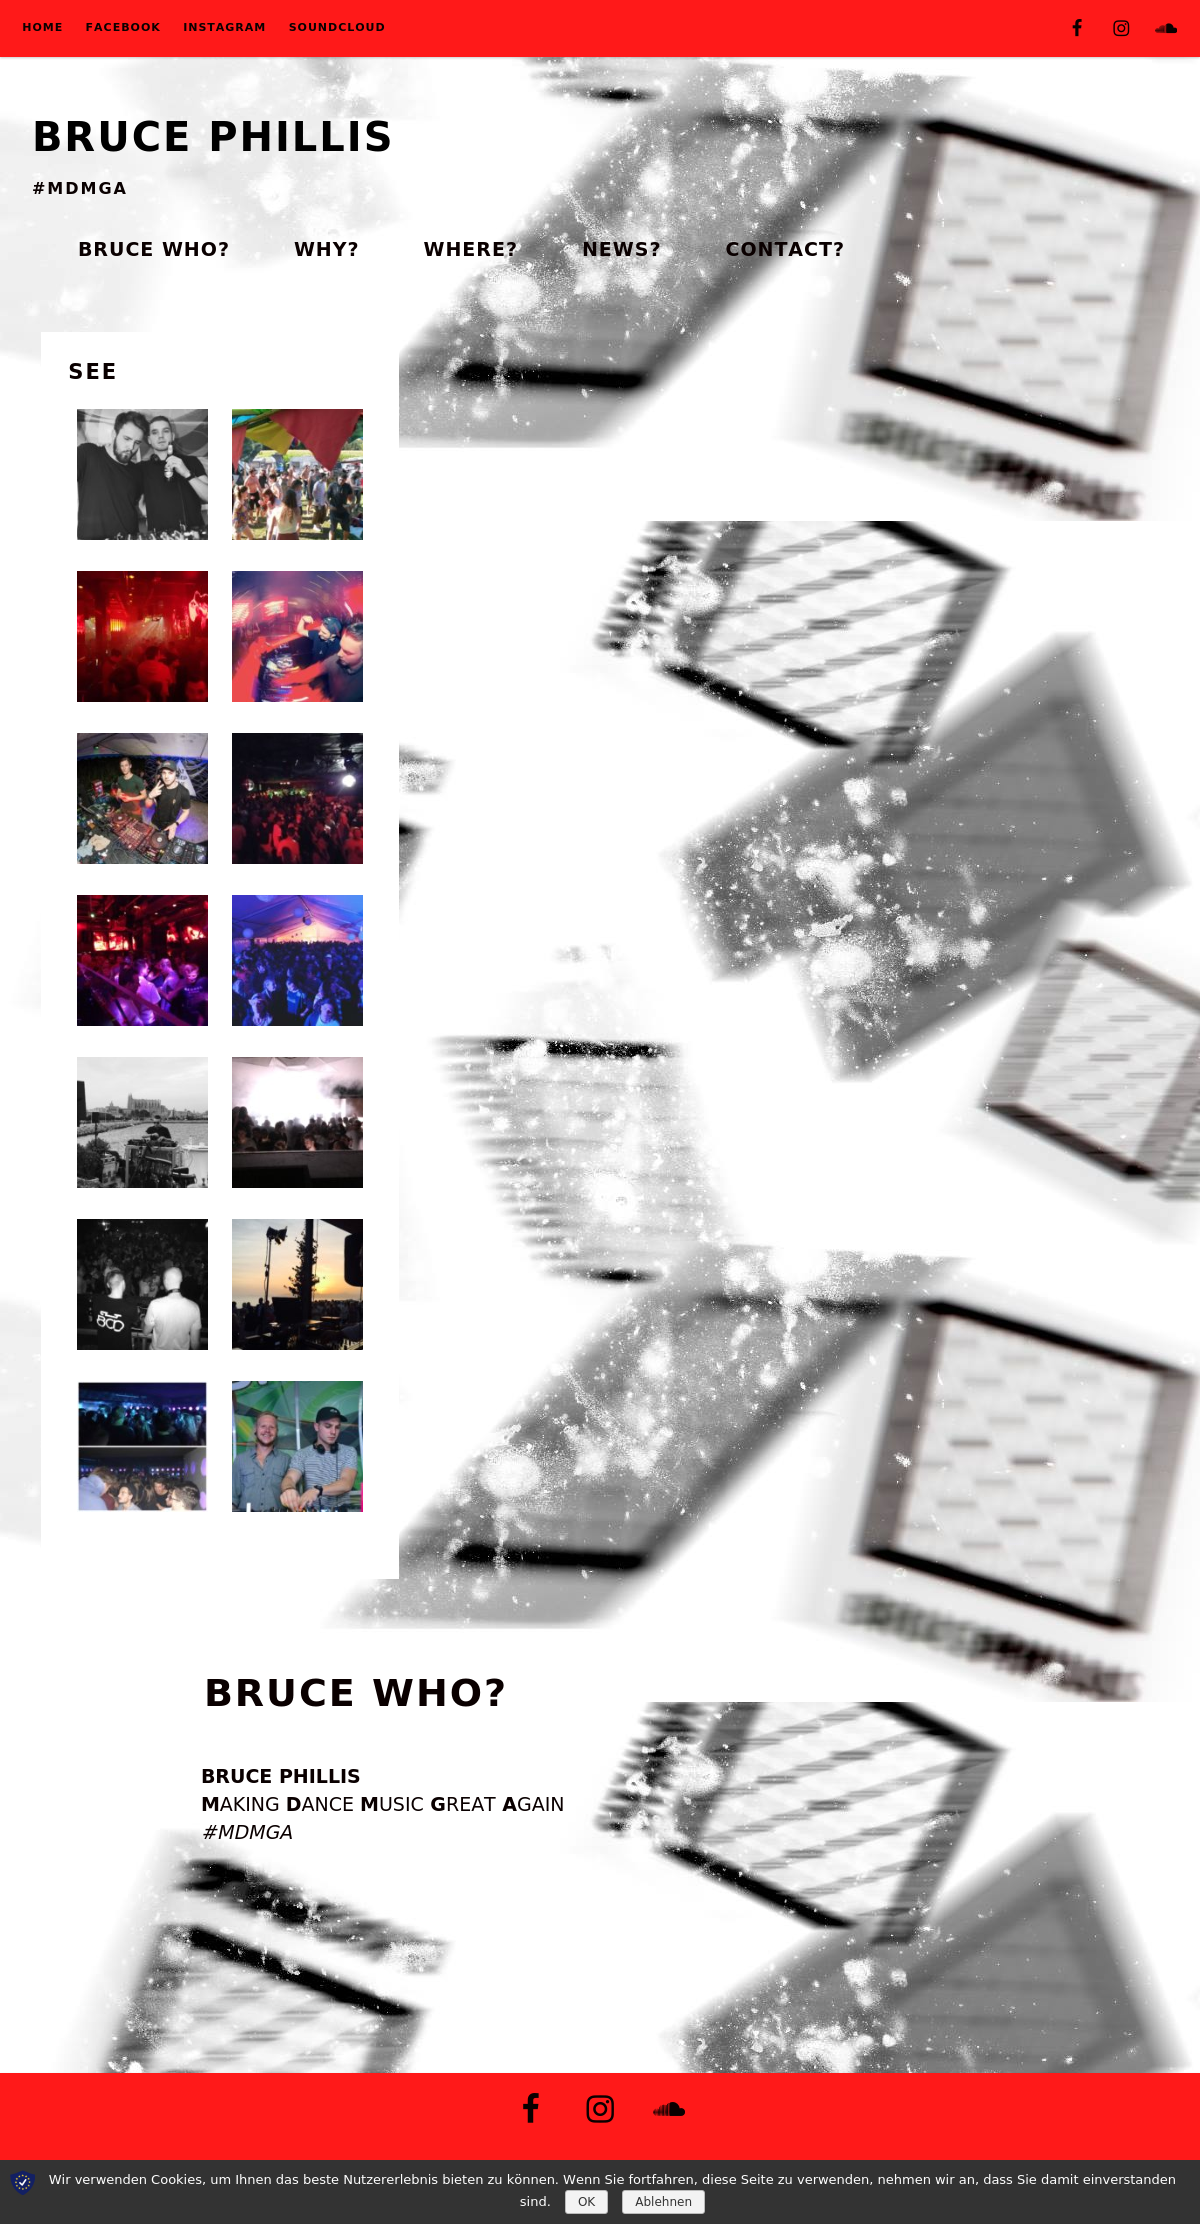 HOME FACEBOOK INSTAGRAM SOUNDCLOUD
BRUCE PHILLIS
#MDMGA
BRUCE WHO? WHY? WHERE? NEWS? CONTACT?
SEE
BRUCE WHO?
BRUCE PHILLIS
MAKING DANCE MUSIC GREAT AGAIN
#MDMGA
Wir verwenden Cookies, um Ihnen das beste Nutzererlebnis bieten zu können. Wenn Sie fortfahren, diese Seite zu verwenden, nehmen wir an, dass Sie damit einverstanden
sind. OK Ablehnen